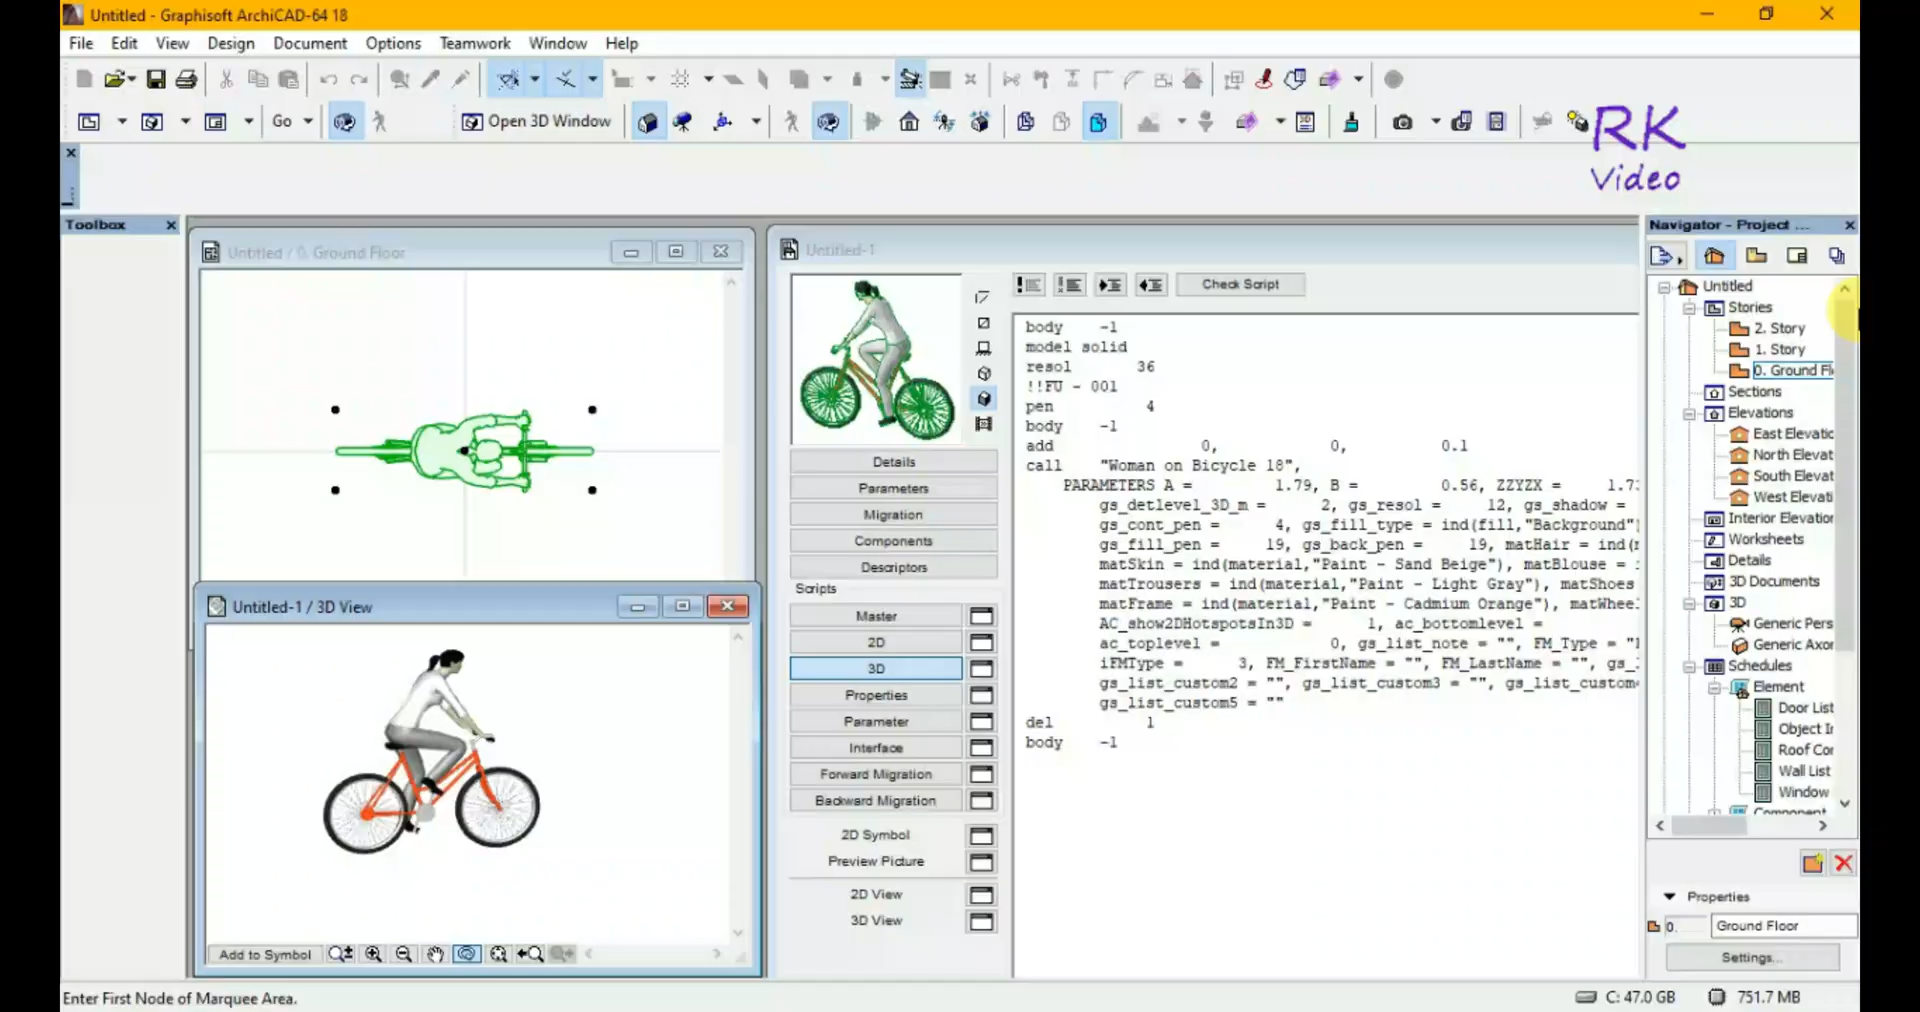 Untitled - Graphisoft ArchiCAD-64 18
File Edit View Design Document Options Teamwork Window Help
Go Open 3D Window
RK
Video
Toolbox
Untitled / 0. Ground Floor
Untitled-1
Check Script
Details
Parameters
Migration
Components
Descriptors
Scripts
Master
2D
3D
Properties
Parameter
Interface
Forward Migration
Backward Migration
2D Symbol
Preview Picture
2D View
3D View
body -1
model solid
resol 36
!!FU - 001
pen 4
body -1
add 0, 0, 0.1
call "Woman on Bicycle 18",
PARAMETERS A = 1.79, B = 0.56, ZZYZX = 1.7
gs_detlevel_3D_m = 2, gs_resol = 12, gs_shadow =
gs_cont_pen = 4, gs_fill_type = ind(fill,"Background"
gs_fill_pen = 19, gs_back_pen = 19, matHair = ind(
matSkin = ind(material,"Paint - Sand Beige"), matBlouse =
matTrousers = ind(material,"Paint - Light Gray"), matShoes
matFrame = ind(material,"Paint - Cadmium Orange"), matWhee
AC_show2DHotspotsIn3D = 1, ac_bottomlevel =
ac_toplevel = 0, gs_list_note = "", FM_Type = "
iFMType = 3, FM_FirstName = "", FM_LastName = "", gs_
gs_list_custom2 = "", gs_list_custom3 = "", gs_list_custom
gs_list_custom5 = ""
del 1
body -1
Untitled-1 / 3D View
Add to Symbol
Navigator - Project ...
Untitled
Stories
2. Story
1. Story
0. Ground Fl
Sections
Elevations
East Elevatio
North Elevat
South Elevat
West Elevati
Interior Elevation
Worksheets
Details
3D Documents
3D
Generic Pers
Generic Axon
Schedules
Element
Door List
Object In
Roof Cor
Wall List
Window
Component
Properties
0. Ground Floor
Settings...
Enter First Node of Marquee Area.
C: 47.0 GB 751.7 MB